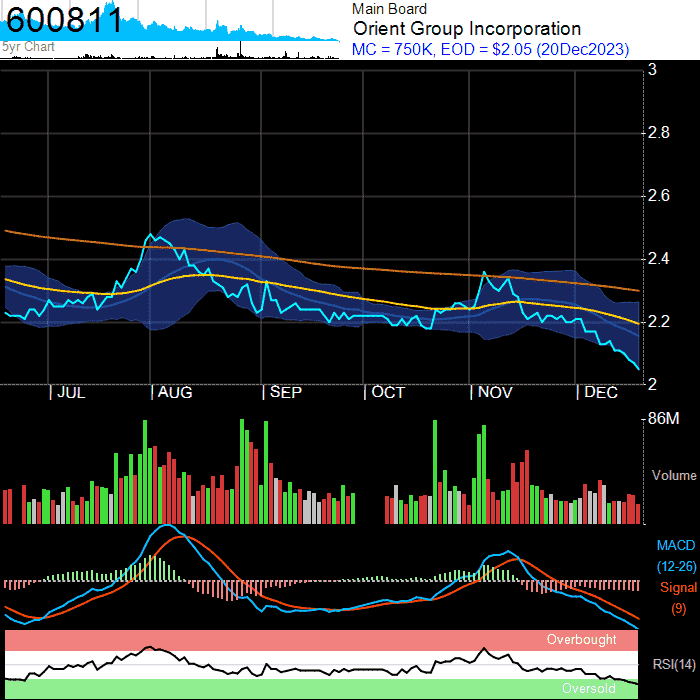 600811
5yr Chart
Main Board
Orient Group Incorporation
MC = 750K, EOD = $2.05 (20Dec2023)
3
2.8
2.6
2.4
2.2
2
JUL
AUG
SEP
OCT
NOV
DEC
86M
Volume
MACD
(12-26)
Signal
(9)
Overbought
RSI(14)
Oversold